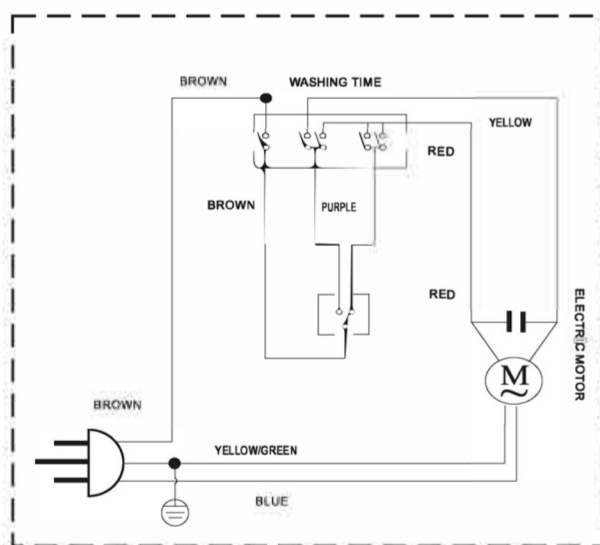 BROWN
WASHING TIME
YELLOW
RED
BROWN
PURPLE
RED
ELECTRIC MOTOR
M
BROWN
YELLOW/GREEN
BLUE